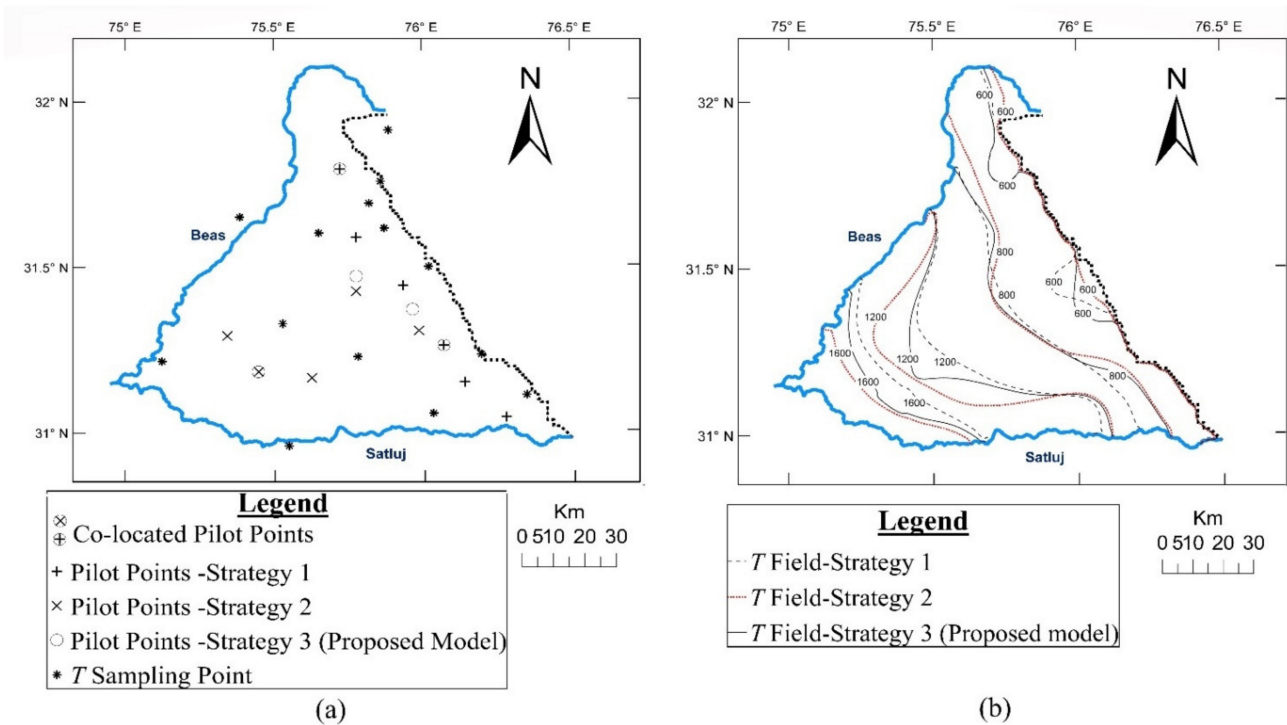 75° E 75.5° E 76° E 76.5° E
32° N
31.5° N
31° N
N
Beas
Satluj
Legend
Co-located Pilot Points
Pilot Points -Strategy 1
Pilot Points -Strategy 2
Pilot Points -Strategy 3 (Proposed Model)
T Sampling Point
Km
0 510 20 30
(a)
75° E 75.5° E 76° E 76.5° E
32° N
31.5° N
31° N
N
Beas
Satluj
600
600
600
800
800
600
600
600
1200
1200
1200
1600
1600
1600
800
Legend
T Field-Strategy 1
T Field-Strategy 2
T Field-Strategy 3 (Proposed model)
Km
0 510 20 30
(b)